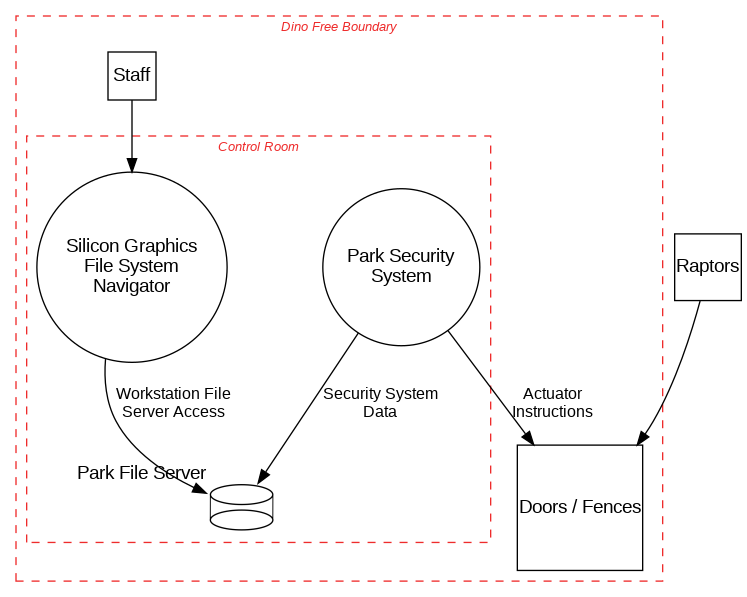 Dino Free Boundary
Staff
Control Room
Silicon Graphics
File System
Navigator
Park Security
System
Raptors
Workstation File
Server Access
Security System
Data
Actuator
Instructions
Park File Server
Doors / Fences